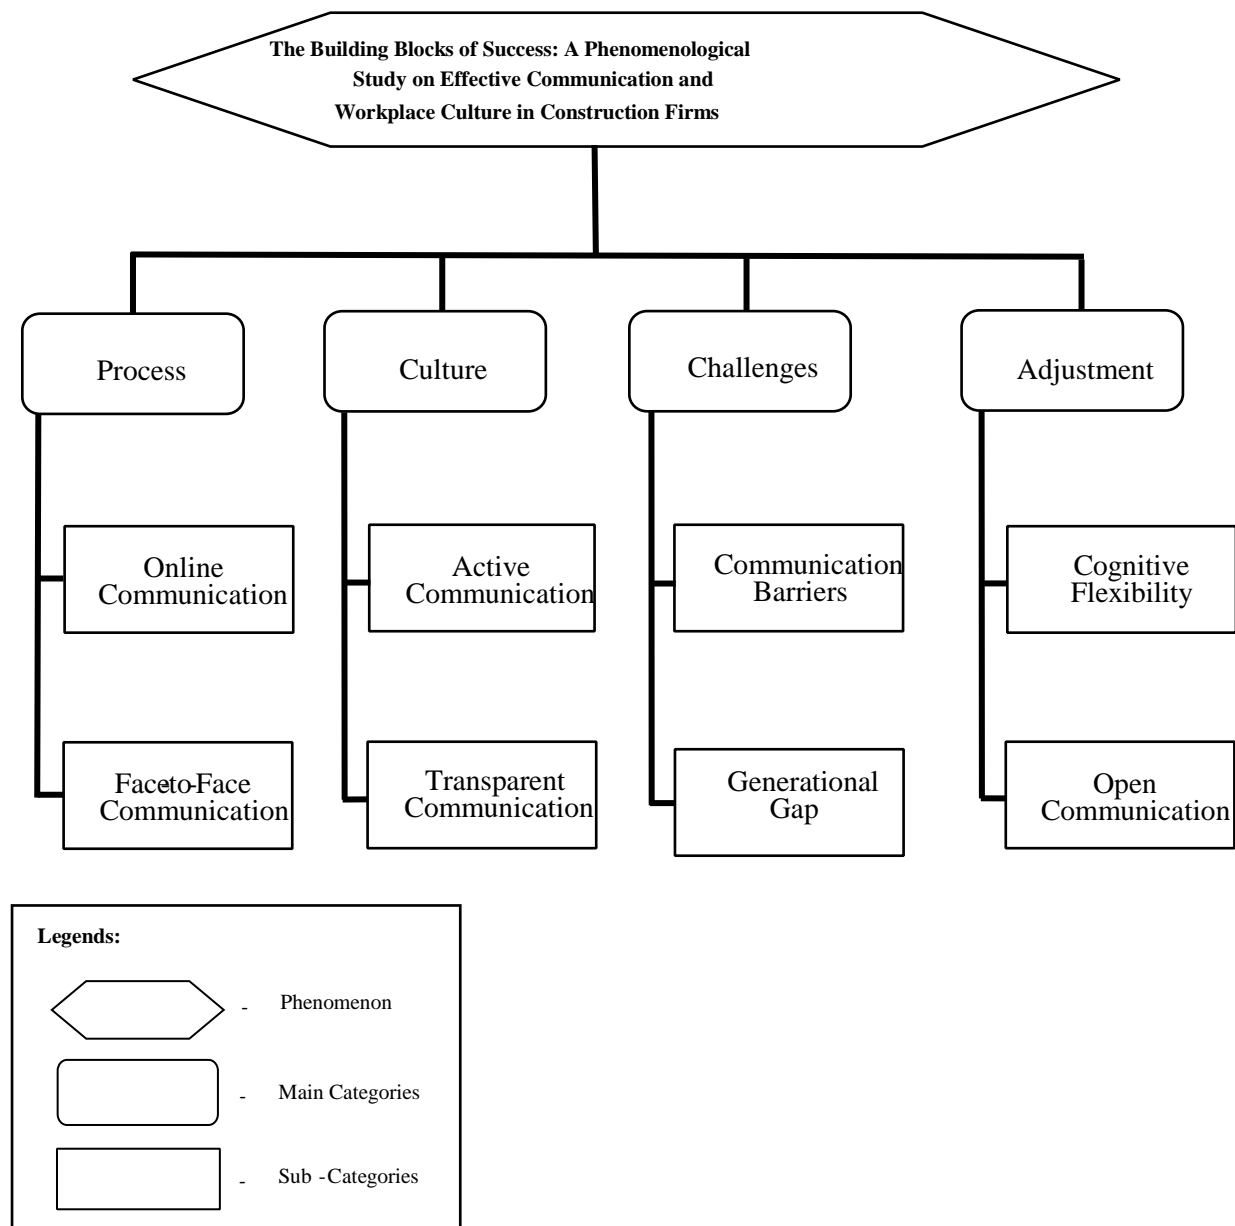 The Building Blocks of Success: A Phenomenological
Study on Effective Communication and
Workplace Culture in Construction Firms
Process
Culture
Challenges
Adjustment
Online
Communication
Active
Communication
Communication
Barriers
Cognitive
Flexibility
Face-to-Face
Communication
Transparent
Communication
Generational
Gap
Open
Communication
Legends:
- Phenomenon
- Main Categories
- Sub -Categories